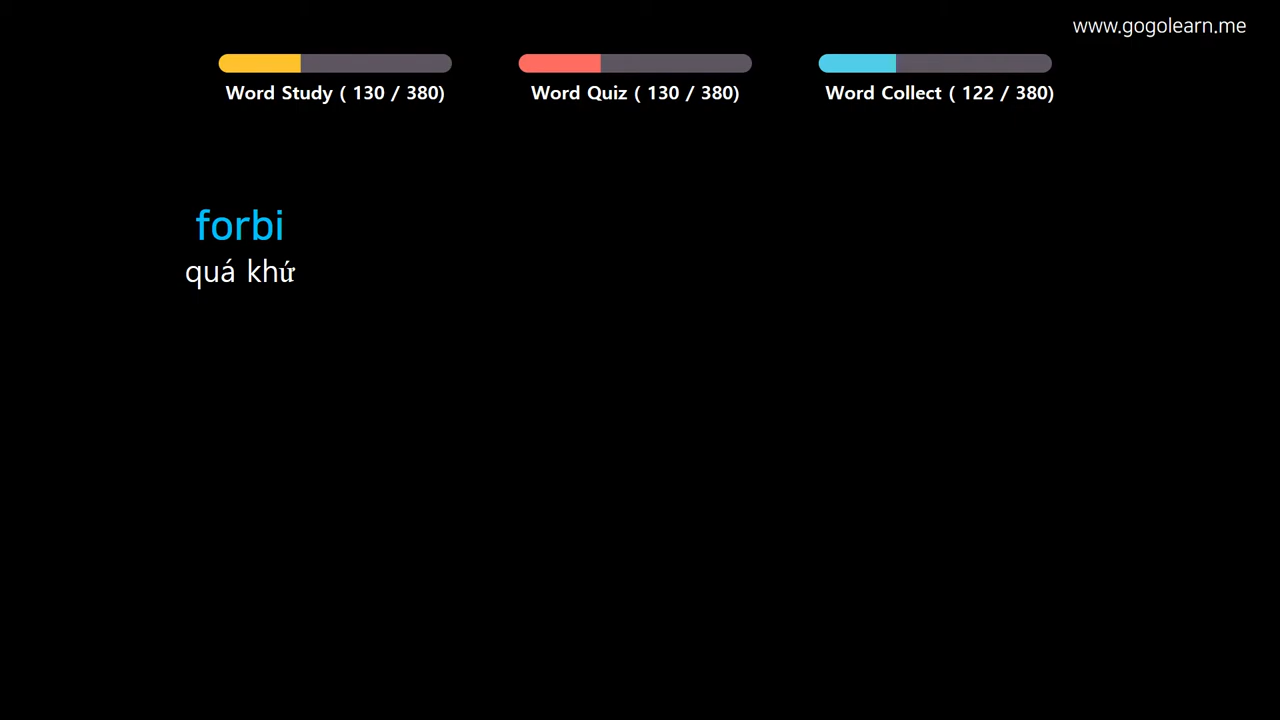 www.gogolearn.me
Word Study ( 130 / 380)
Word Quiz ( 130 / 380)
Word Collect ( 122 / 380)
forbi
quá khứ